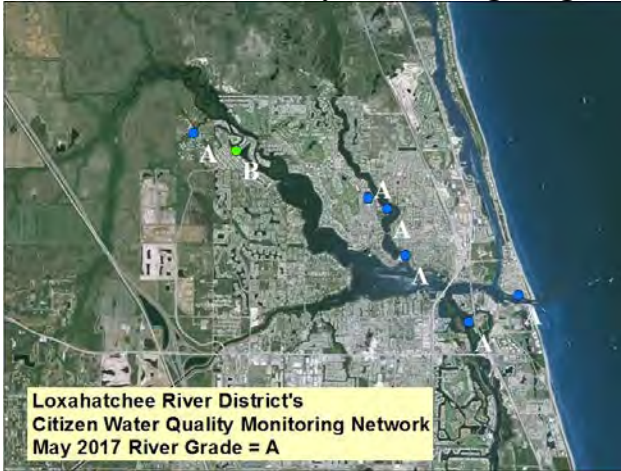 A
B
A
A
A
A
A
Loxahatchee River District's
Citizen Water Quality Monitoring Network
May 2017 River Grade = A